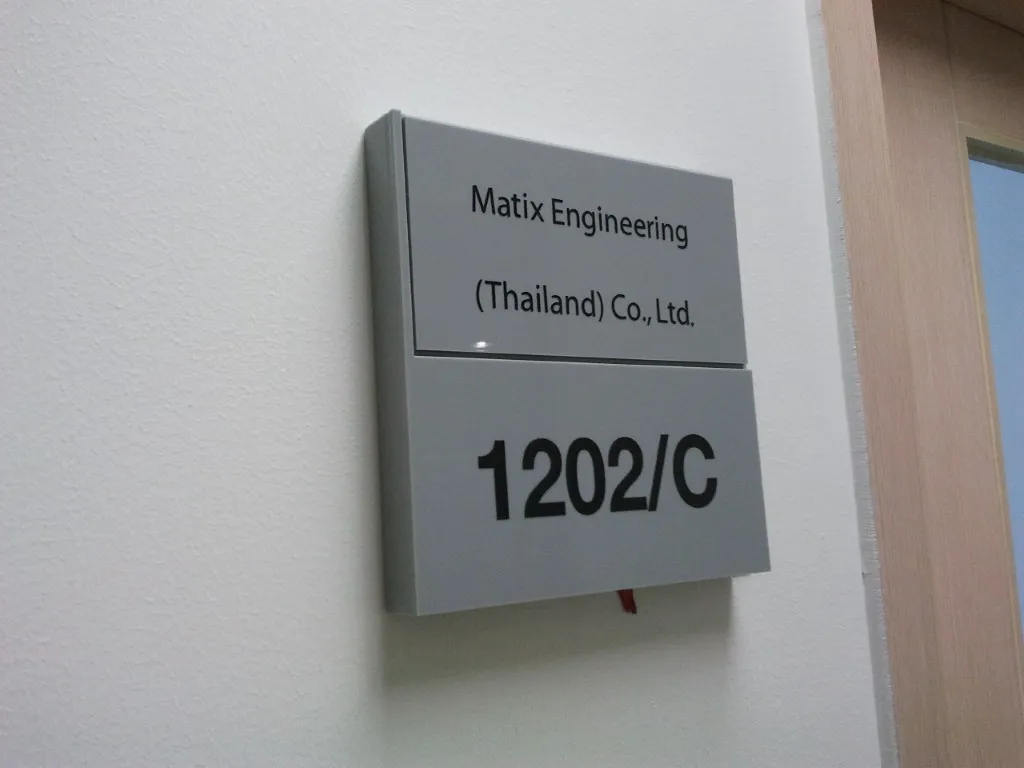 Matix Engineering
(Thailand) Co., Ltd.
1202/C